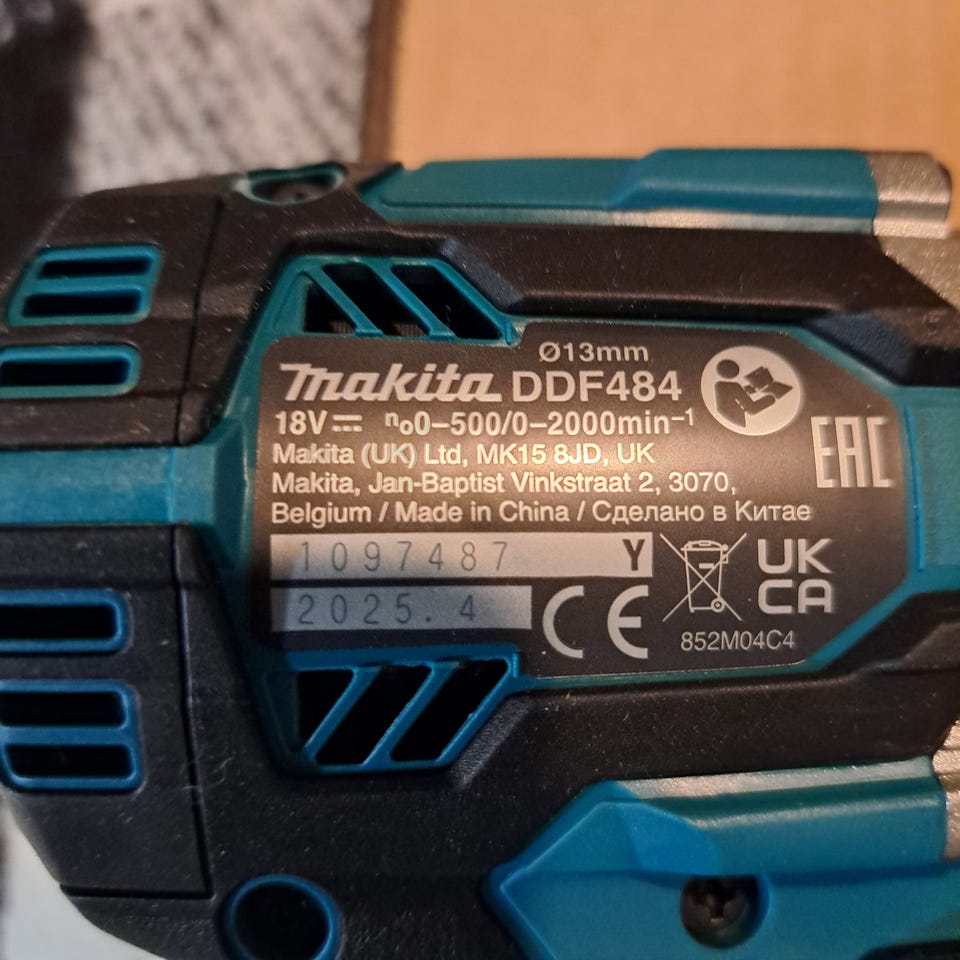 Ø13mm
makita DDF484
18V⎓ n₀0–500/0–2000min⁻¹
Makita (UK) Ltd, MK15 8JD, UK
Makita, Jan-Baptist Vinkstraat 2, 3070,
Belgium / Made in China / Сделано в Китае
EAC
1097487 Y
2025.4
CE
UK
CA
852M04C4